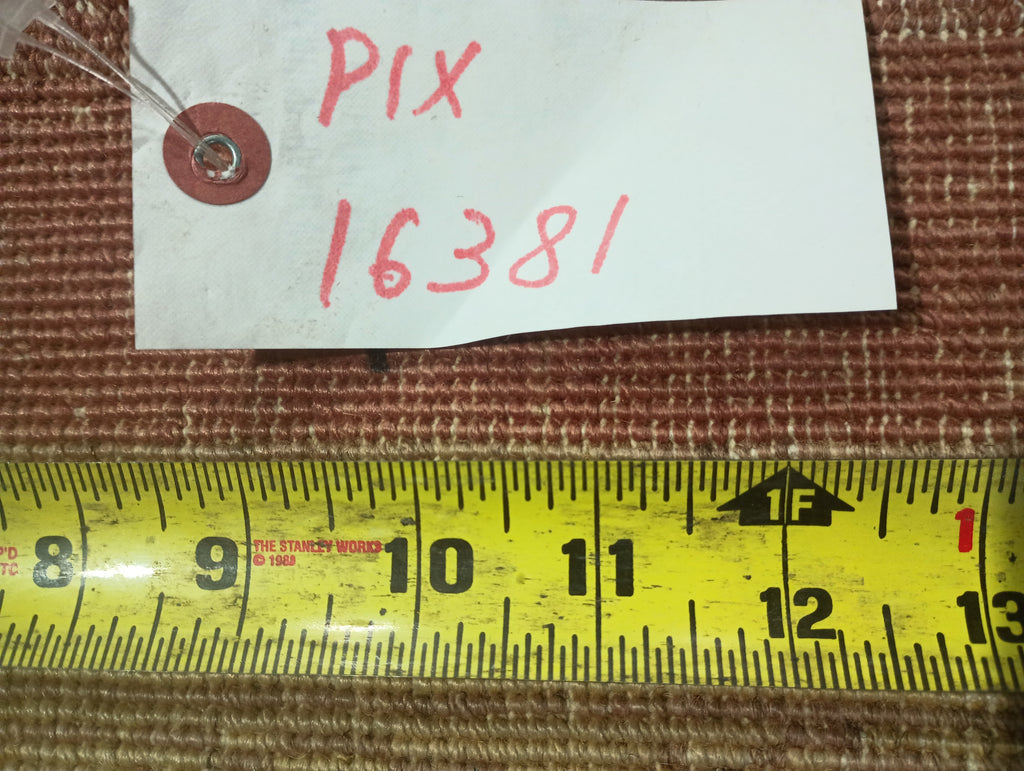 PIX
16381
1F
THE STANLEY WORKS
© 1989
8 9 10 11 1
12 13